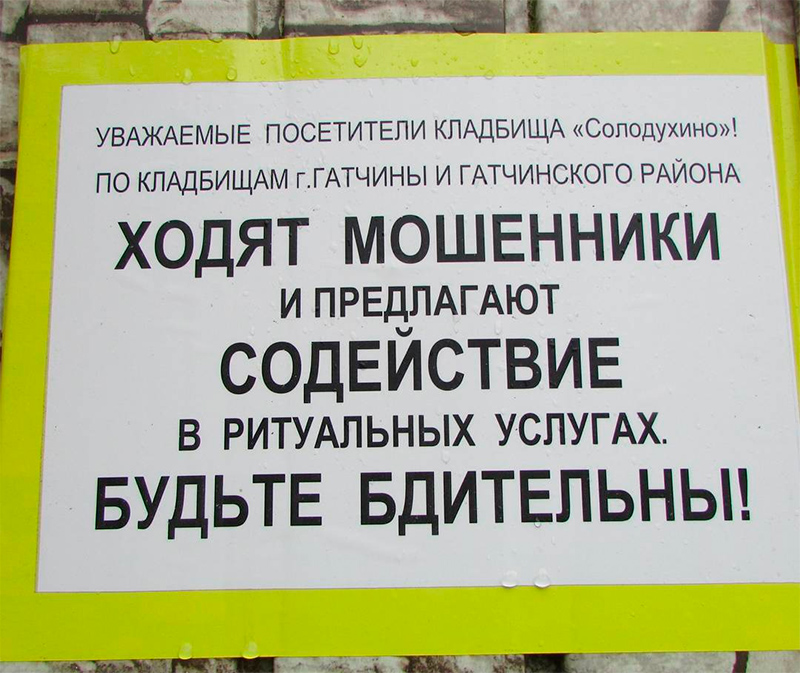 УВАЖАЕМЫЕ ПОСЕТИТЕЛИ КЛАДБИЩА «Солодухино»!
ПО КЛАДБИЩАМ г.ГАТЧИНЫ И ГАТЧИНСКОГО РАЙОНА
ХОДЯТ МОШЕННИКИ
И ПРЕДЛАГАЮТ
СОДЕЙСТВИЕ
В РИТУАЛЬНЫХ УСЛУГАХ.
БУДЬТЕ БДИТЕЛЬНЫ!